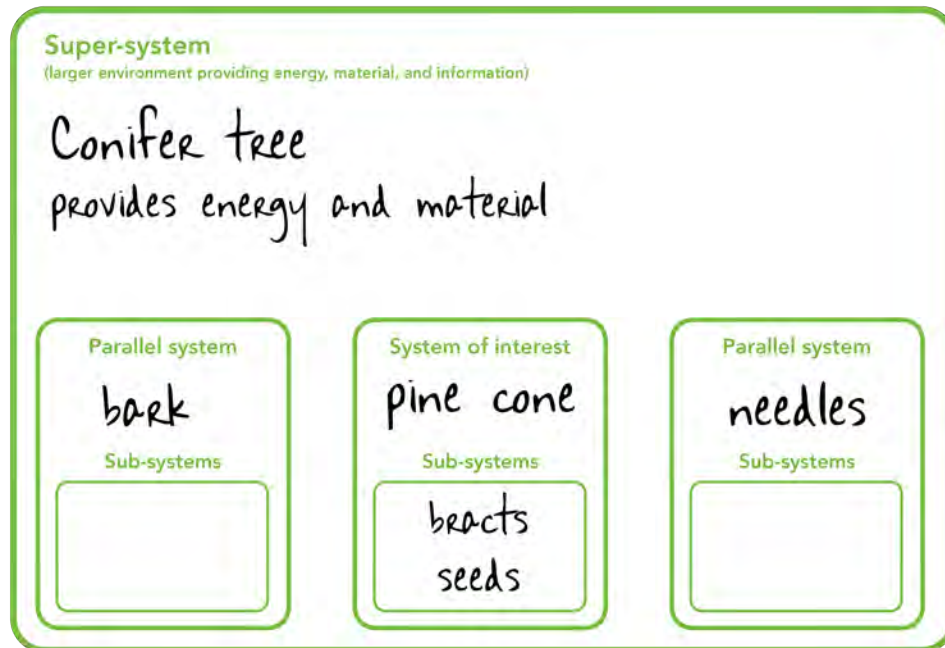 Super-system
(larger environment providing energy, material, and information)
Conifer tree
provides energy and material
Parallel system
bark
Sub-systems
System of interest
pine cone
Sub-systems
bracts
seeds
Parallel system
needles
Sub-systems